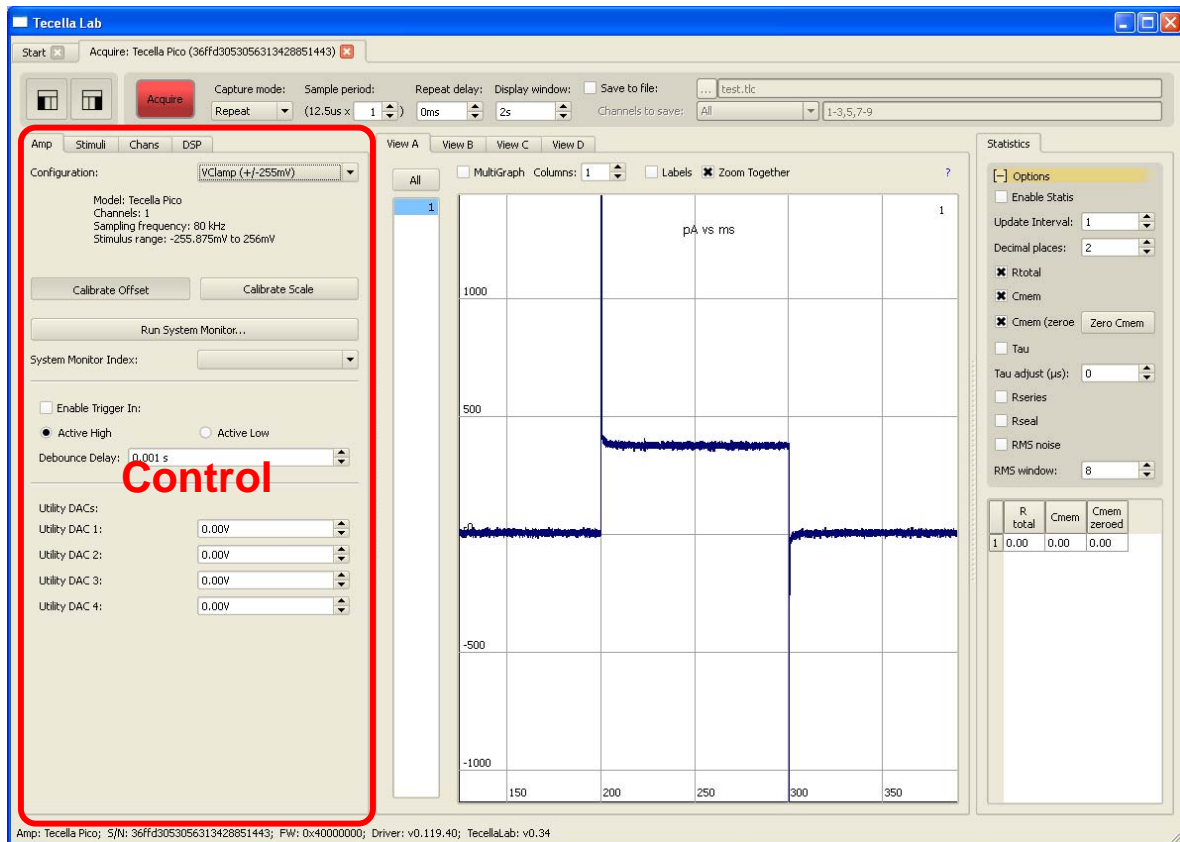 Tecella Lab
Start
Acquire: Tecella Pico (36ffd3053056313428851443)
Acquire
Capture mode:
Sample period:
Repeat delay:
Display window:
Save to file:
... test.tlc
Repeat
(12.5us x 1 )
0ms
2s
Channels to save:
All
1-3,5,7-9
Amp
Stimuli
Chans
DSP
Configuration:
VClamp (+/-255mV)
Model: Tecella Pico
Channels: 1
Sampling frequency: 80 kHz
Stimulus range: -255.875mV to 256mV
Calibrate Offset
Calibrate Scale
Run System Monitor...
System Monitor Index:
Enable Trigger In:
Active High
Active Low
Debounce Delay: 0.001 s
Control
Utility DACs:
Utility DAC 1: 0.00V
Utility DAC 2: 0.00V
Utility DAC 3: 0.00V
Utility DAC 4: 0.00V
View A
View B
View C
View D
All
MultiGraph Columns: 1
Labels
Zoom Together
?
1
1
pA vs ms
1000
500
-0
-500
-1000
150
200
250
300
350
Statistics
[-] Options
Enable Statis
Update Interval: 1
Decimal places: 2
Rtotal
Cmem
Cmem (zeroe
Zero Cmem
Tau
Tau adjust (µs): 0
Rseries
Rseal
RMS noise
RMS window: 8
R total
Cmem
Cmem zeroed
1 0.00 0.00 0.00
Amp: Tecella Pico; S/N: 36ffd3053056313428851443; FW: 0x40000000; Driver: v0.119.40; TecellaLab: v0.34